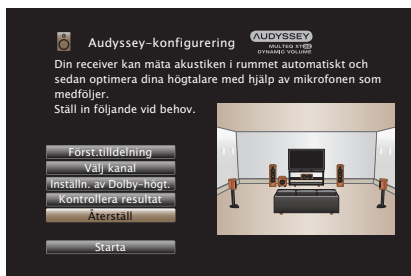 Audyssey-konfigurering
AUDYSSEY
MULTEQ XT32
DYNAMIC VOLUME
Din receiver kan mäta akustiken i rummet automatiskt och
sedan optimera dina högtalare med hjälp av mikrofonen som
medföljer.
Ställ in följande vid behov.
Först.tilldelning
Välj kanal
Inställn. av Dolby-högt.
Kontrollera resultat
Återställ
Starta